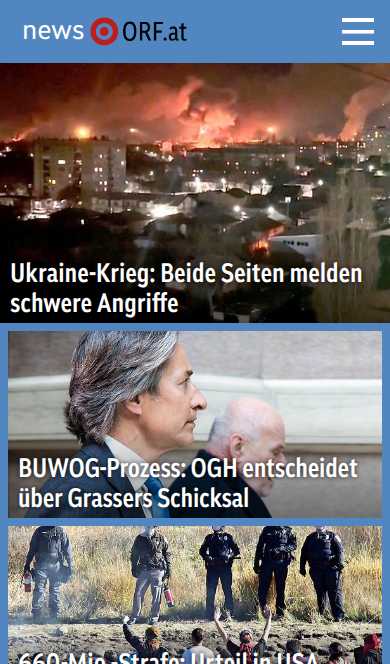 news ORF.at
Ukraine-Krieg: Beide Seiten melden
schwere Angriffe
BUWOG-Prozess: OGH entscheidet
über Grassers Schicksal
660-Mio.-Strafe: Urteil in USA